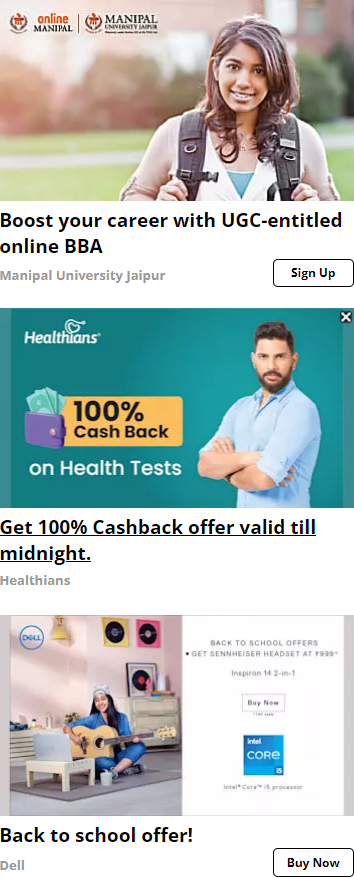 online
MANIPAL
MANIPAL
UNIVERSITY JAIPUR
Boost your career with UGC-entitled
online BBA
Manipal University Jaipur
Sign Up
Healthians
100%
Cash Back
on Health Tests
Get 100% Cashback offer valid till
midnight.
Healthians
DELL
BACK TO SCHOOL OFFERS
• GET SENNHEISER HEADSET AT ₹999*
Inspiron 14 2-in-1
Buy Now
intel
CORE
i5
Intel® Core™ i5 processor
Back to school offer!
Dell
Buy Now